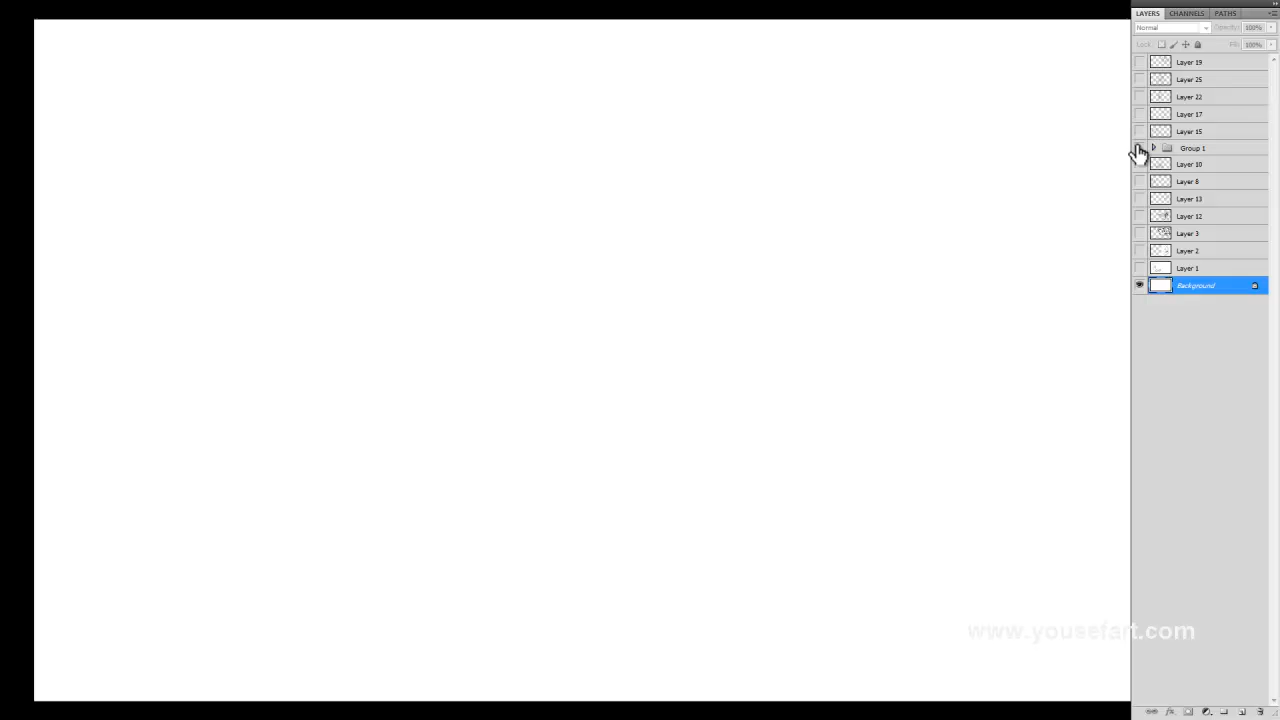 LAYERS CHANNELS PATHS
Normal Opacity: 100%
Lock: Fill: 100%
Layer 19
Layer 25
Layer 22
Layer 17
Layer 15
Group 1
Layer 10
Layer 8
Layer 13
Layer 12
Layer 3
Layer 2
Layer 1
Background
www.yousefart.com